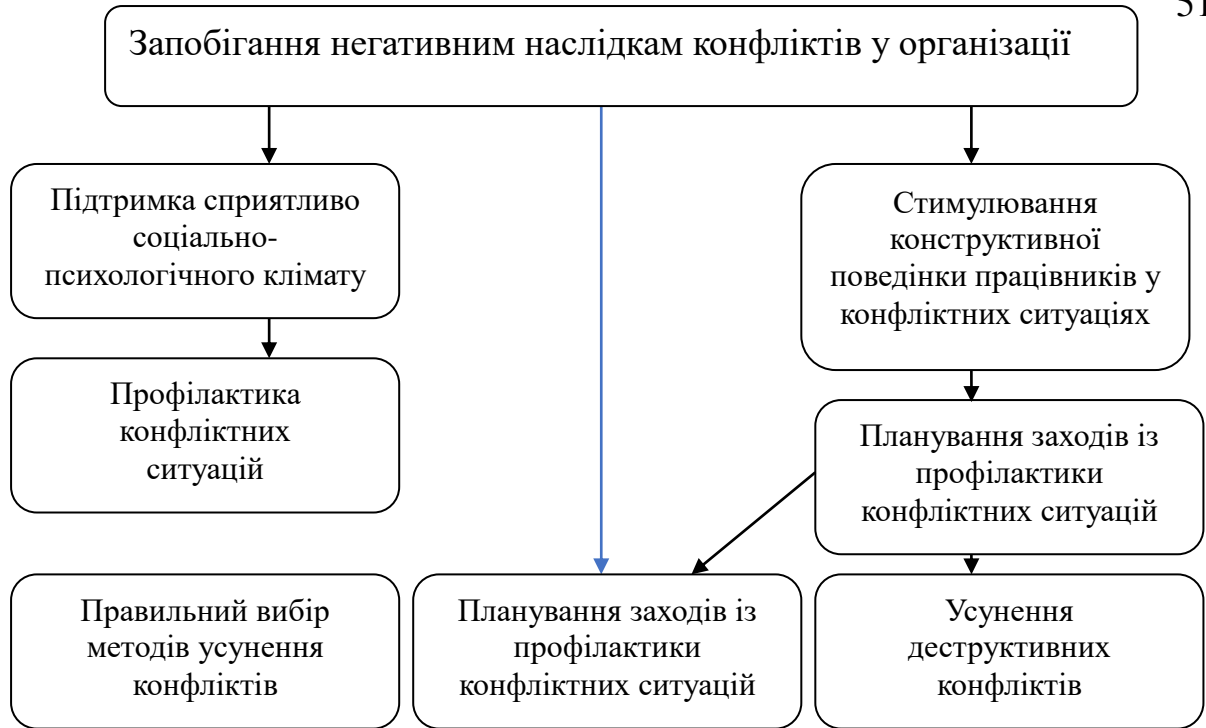 51
Запобігання негативним наслідкам конфліктів у організації
Підтримка сприятливо
соціально-
психологічного клімату
Стимулювання
конструктивної
поведінки працівників у
конфліктних ситуаціях
Профілактика
конфліктних
ситуацій
Планування заходів із
профілактики
конфліктних ситуацій
Правильний вибір
методів усунення
конфліктів
Планування заходів із
профілактики
конфліктних ситуацій
Усунення
деструктивних
конфліктів